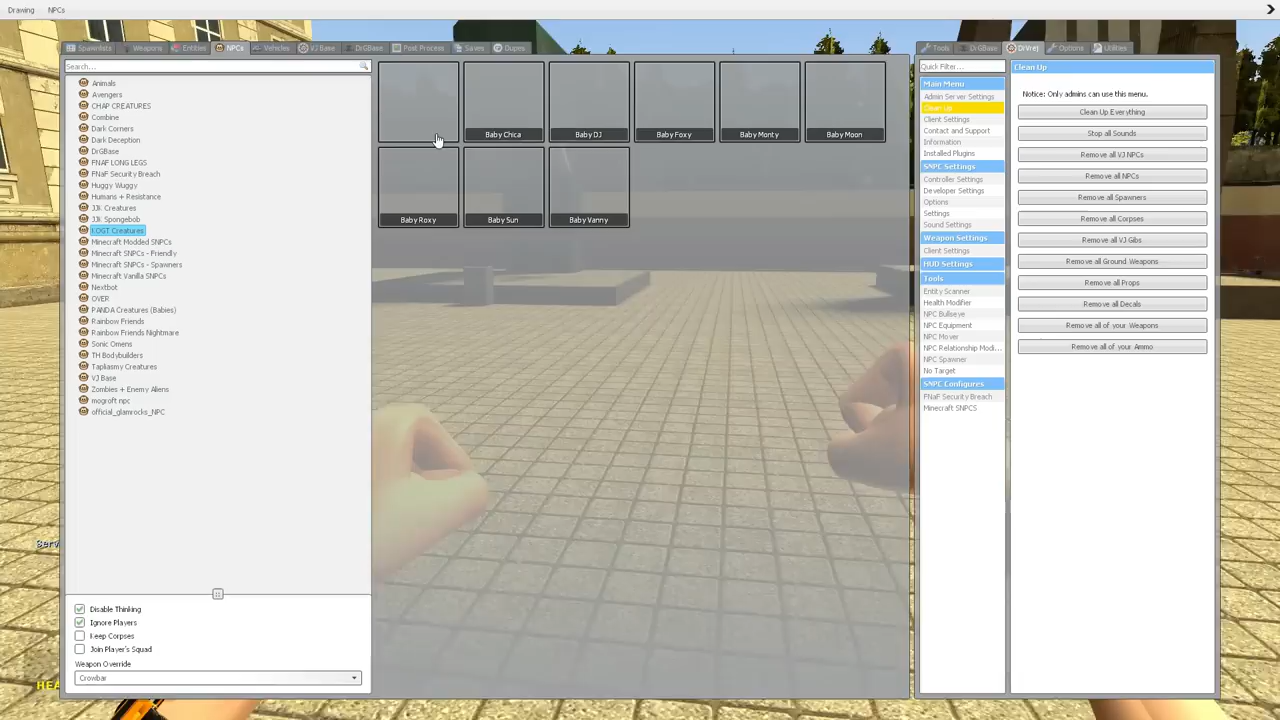 Drawing NPCs
Spawnlists Weapons Entities NPCs Vehicles VJ Base DrGBase Post Process Saves Dupes
Search...
Animals
Avengers
CHAP CREATURES
Combine
Dark Corners
Dark Deception
DrGBase
FNAF LONG LEGS
FNaF Security Breach
Huggy Wuggy
Humans + Resistance
JJK Creatures
JJK Spongebob
KOGT Creatures
Minecraft Modded SNPCs
Minecraft SNPCs - Friendly
Minecraft SNPCs - Spawners
Minecraft Vanilla SNPCs
Nextbot
OVER
PANDA Creatures (Babies)
Rainbow Friends
Rainbow Friends Nightmare
Sonic Omens
TH Bodybuilders
Tapliasmy Creatures
VJ Base
Zombies + Enemy Aliens
mogroft npc
official_glamrocks_NPC
Disable Thinking
Ignore Players
Keep Corpses
Join Player's Squad
Weapon Override
Crowbar
Baby Chica Baby DJ Baby Foxy Baby Monty Baby Moon
Baby Roxy Baby Sun Baby Vanny
Tools DrGBase DrVrej Options Utilities
Quick Filter...
Main Menu
Admin Server Settings
Clean Up
Client Settings
Contact and Support
Information
Installed Plugins
SNPC Settings
Controller Settings
Developer Settings
Options
Settings
Sound Settings
Weapon Settings
Client Settings
HUD Settings
Tools
Entity Scanner
Health Modifier
NPC Bullseye
NPC Equipment
NPC Mover
NPC Relationship Modi...
NPC Spawner
No Target
SNPC Configures
FNaF Security Breach
Minecraft SNPCS
Clean Up
Notice: Only admins can use this menu.
Clean Up Everything
Stop all Sounds
Remove all VJ NPCs
Remove all NPCs
Remove all Spawners
Remove all Corpses
Remove all VJ Gibs
Remove all Ground Weapons
Remove all Props
Remove all Decals
Remove all of your Weapons
Remove all of your Ammo